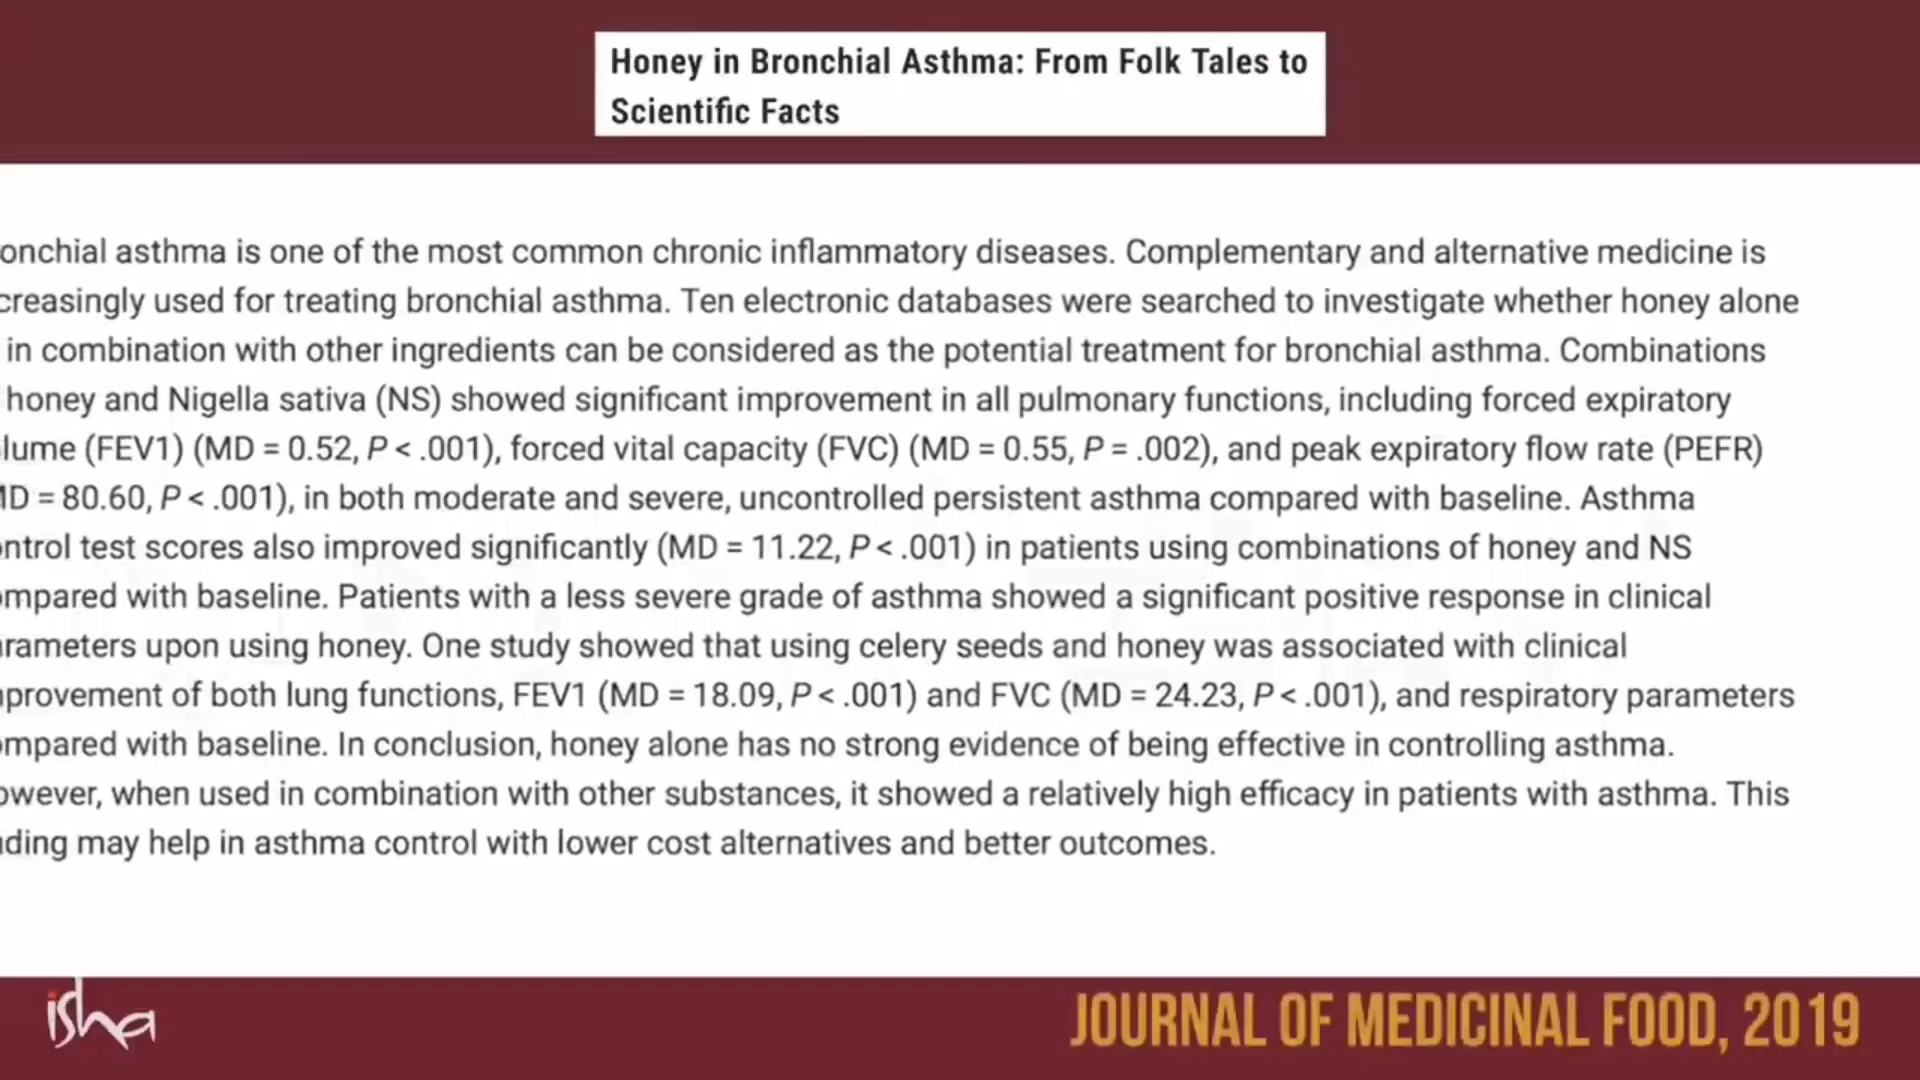 Honey in Bronchial Asthma: From Folk Tales to
Scientific Facts
onchial asthma is one of the most common chronic inflammatory diseases. Complementary and alternative medicine is
creasingly used for treating bronchial asthma. Ten electronic databases were searched to investigate whether honey alone
in combination with other ingredients can be considered as the potential treatment for bronchial asthma. Combinations
honey and Nigella sativa (NS) showed significant improvement in all pulmonary functions, including forced expiratory
lume (FEV1) (MD = 0.52, P < .001), forced vital capacity (FVC) (MD = 0.55, P = .002), and peak expiratory flow rate (PEFR)
ID = 80.60, P < .001), in both moderate and severe, uncontrolled persistent asthma compared with baseline. Asthma
ontrol test scores also improved significantly (MD = 11.22, P < .001) in patients using combinations of honey and NS
ompared with baseline. Patients with a less severe grade of asthma showed a significant positive response in clinical
arameters upon using honey. One study showed that using celery seeds and honey was associated with clinical
provement of both lung functions, FEV1 (MD = 18.09, P < .001) and FVC (MD = 24.23, P < .001), and respiratory parameters
ompared with baseline. In conclusion, honey alone has no strong evidence of being effective in controlling asthma.
owever, when used in combination with other substances, it showed a relatively high efficacy in patients with asthma. This
ding may help in asthma control with lower cost alternatives and better outcomes.
isha
JOURNAL OF MEDICINAL FOOD, 2019